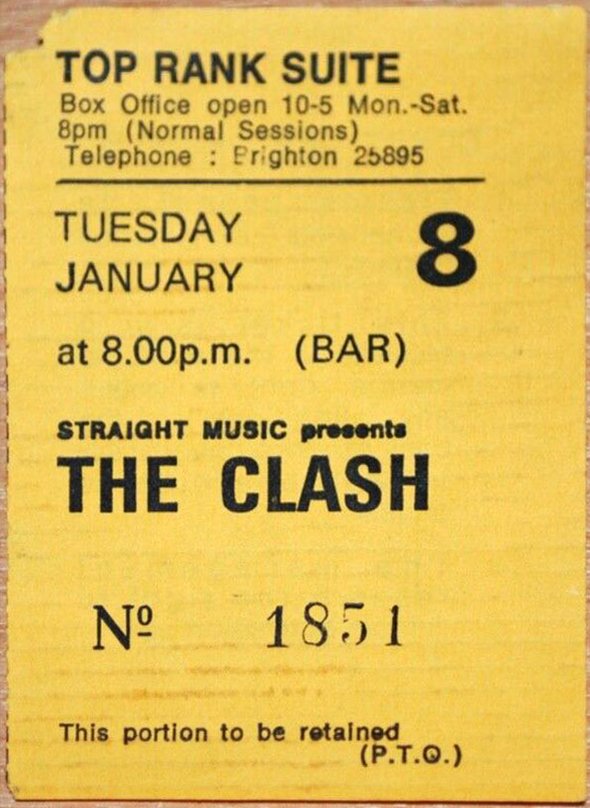 TOP RANK SUITE
Box Office open 10-5 Mon.-Sat.
8pm (Normal Sessions)
Telephone : Brighton 25895
TUESDAY 8
JANUARY
at 8.00p.m. (BAR)
STRAIGHT MUSIC presents
THE CLASH
Nº 1851
This portion to be retained
(P.T.O.)